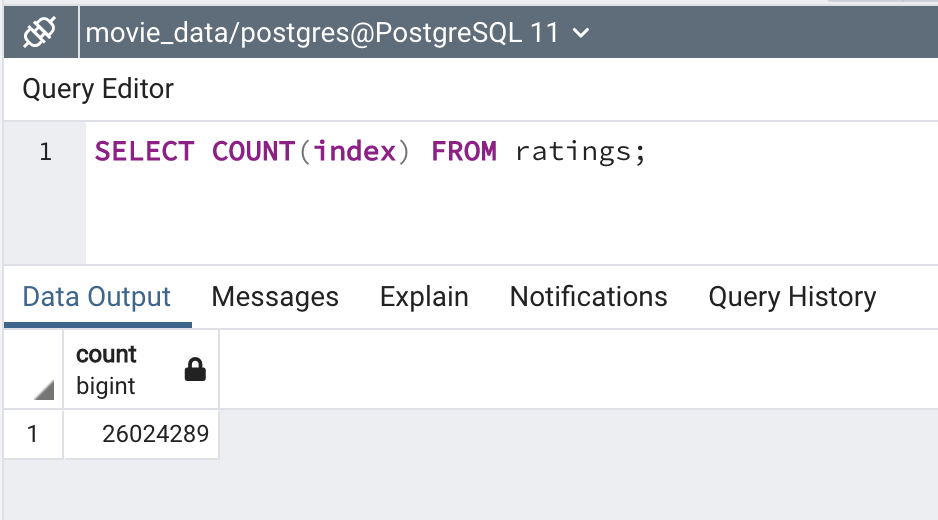 movie_data/postgres@PostgreSQL 11
Query Editor
1 SELECT COUNT(index) FROM ratings;
Data Output Messages Explain Notifications Query History
count
bigint
1 26024289